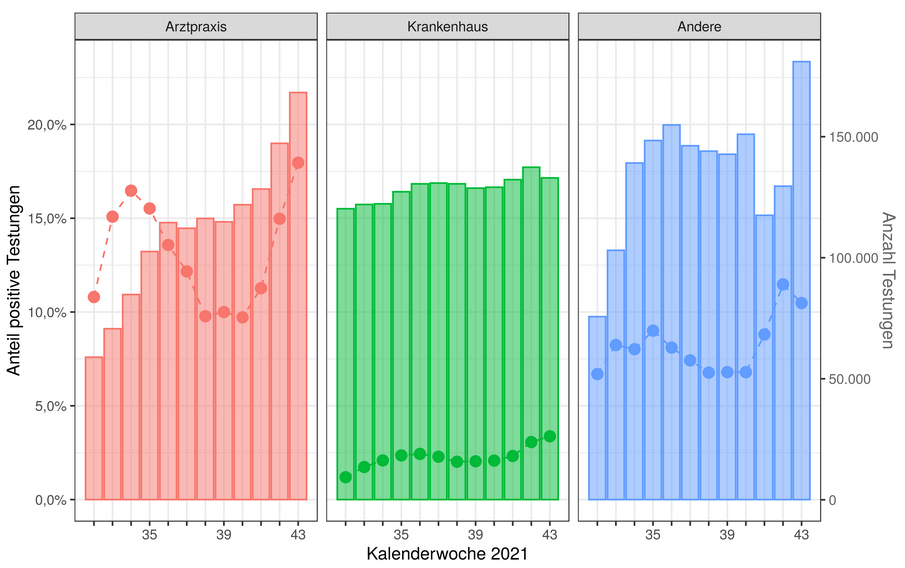 Arztpraxis Krankenhaus Andere
20,0%
15,0%
10,0%
5,0%
0,0%
Anteil positive Testungen
150.000
100.000
50.000
0
Anzahl Testungen
35 39 43 35 39 43 35 39 43
Kalenderwoche 2021